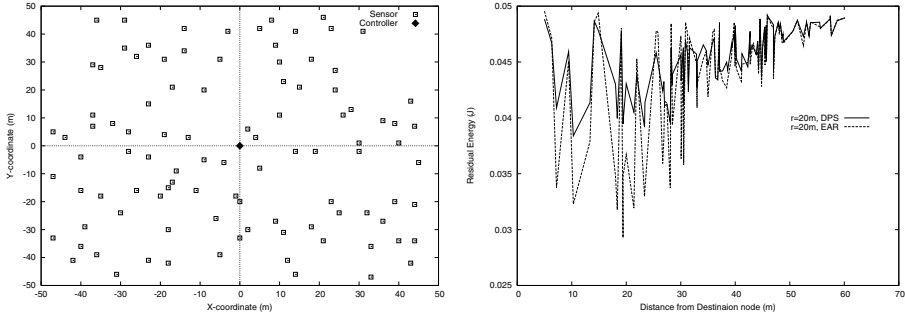 Sensor
Controller
50
40
30
20
10
0
-10
-20
-30
-40
-50
Y-coordinate (m)
-50 -40 -30 -20 -10 0 10 20 30 40 50
X-coordinate (m)
0.05
0.045
0.04
0.035
0.03
0.025
Residual Energy (J)
r=20m, DPS
r=20m, EAR
0 10 20 30 40 50 60 70
Distance from Destinaion node (m)